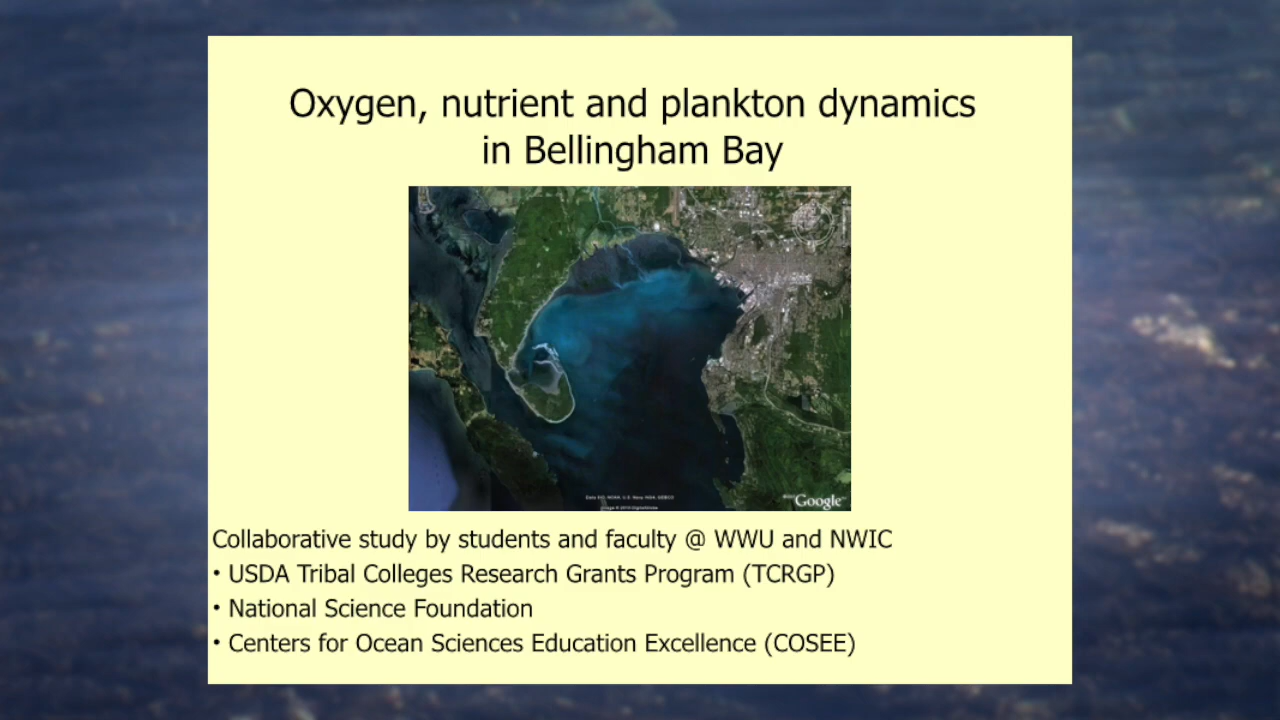 Oxygen, nutrient and plankton dynamics
in Bellingham Bay
Google
Collaborative study by students and faculty @ WWU and NWIC
• USDA Tribal Colleges Research Grants Program (TCRGP)
• National Science Foundation
• Centers for Ocean Sciences Education Excellence (COSEE)